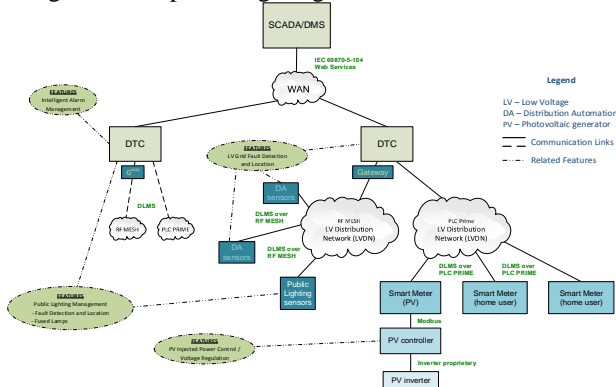 SCADA/DMS
IEC 60870-5-104
Web Services
WAN
Legend
LV – Low Voltage
DA – Distribution Automation
PV – Photovoltaic generator
Communication Links
Related Features
FEATURES
Intelligent Alarm
Management
DTC
DLMS
RF MESH
PLC PRIME
FEATURES
LV Grid Fault Detection
and Location
DTC
Gateway
DA
sensors
DLMS over
RF MESH
DA
sensors
DLMS over
RF MESH
Public
Lighting
sensors
RF MESH
LV Distribution
Network (LVDN)
PLC Prime
LV Distribution
Network (LVDN)
DLMS over
PLC PRIME
DLMS over
PLC PRIME
Smart Meter
(PV)
Smart Meter
(home user)
Smart Meter
(home user)
FEATURES
Public Lighting Management
- Fault Detection and Location
- Fused Lamps
Modbus
FEATURES
PV Injected Power Control /
Voltage Regulation
PV controller
Inverter proprietary
PV inverter